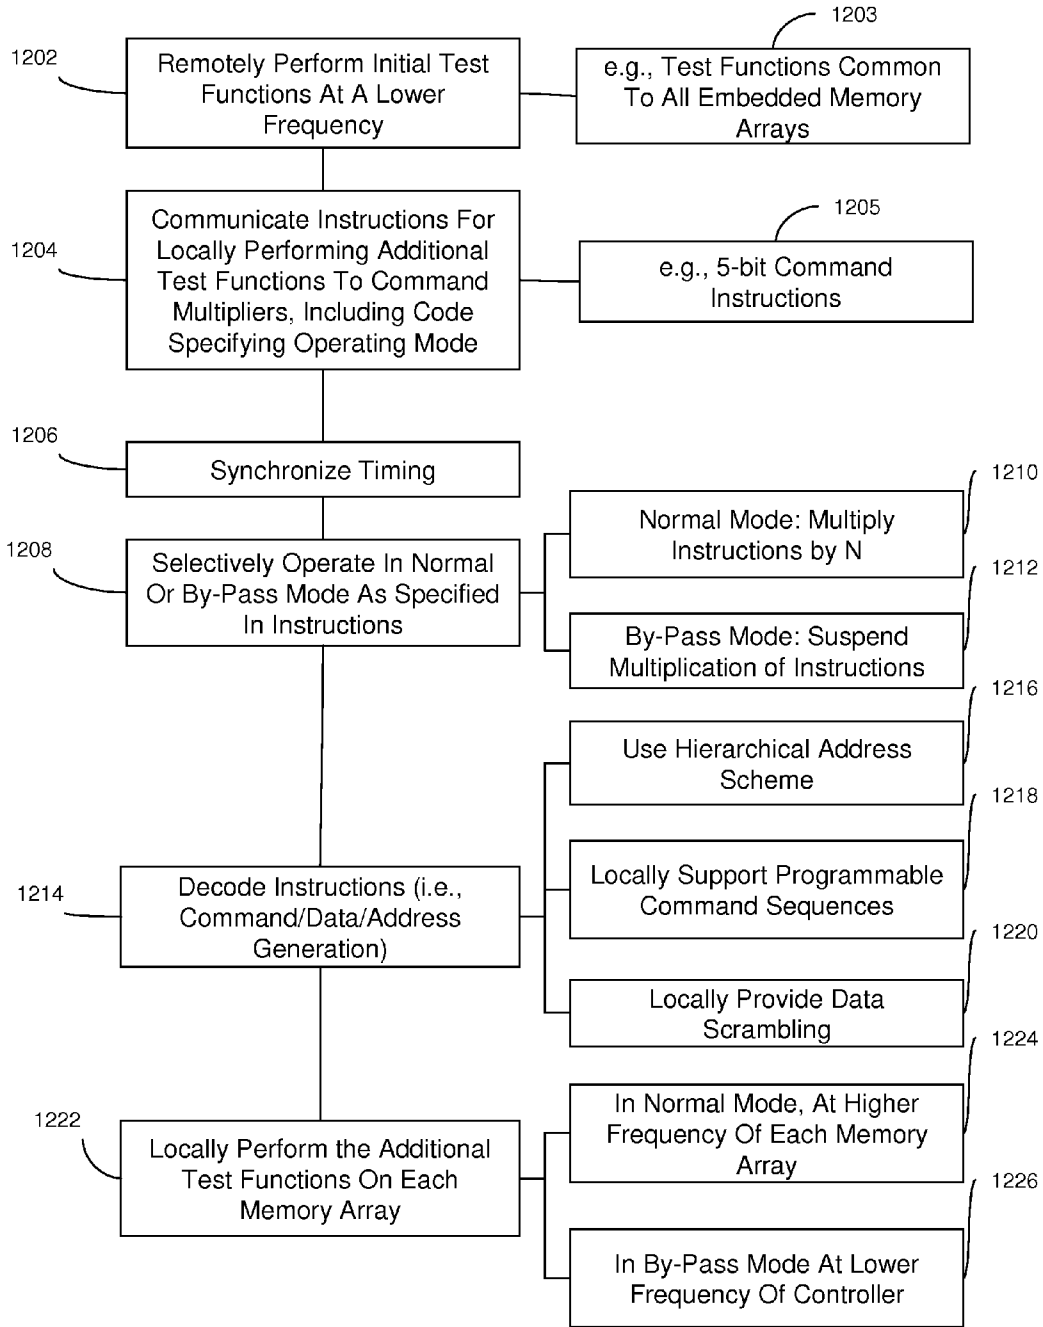 1202
Remotely Perform Initial Test
Functions At A Lower
Frequency
1203
e.g., Test Functions Common
To All Embedded Memory
Arrays
1204
Communicate Instructions For
Locally Performing Additional
Test Functions To Command
Multipliers, Including Code
Specifying Operating Mode
1205
e.g., 5-bit Command
Instructions
1206
Synchronize Timing
1208
Selectively Operate In Normal
Or By-Pass Mode As Specified
In Instructions
1210
Normal Mode: Multiply
Instructions by N
1212
By-Pass Mode: Suspend
Multiplication of Instructions
1214
Decode Instructions (i.e.,
Command/Data/Address
Generation)
1216
Use Hierarchical Address
Scheme
1218
Locally Support Programmable
Command Sequences
1220
Locally Provide Data
Scrambling
1222
Locally Perform the Additional
Test Functions On Each
Memory Array
1224
In Normal Mode, At Higher
Frequency Of Each Memory
Array
1226
In By-Pass Mode At Lower
Frequency Of Controller